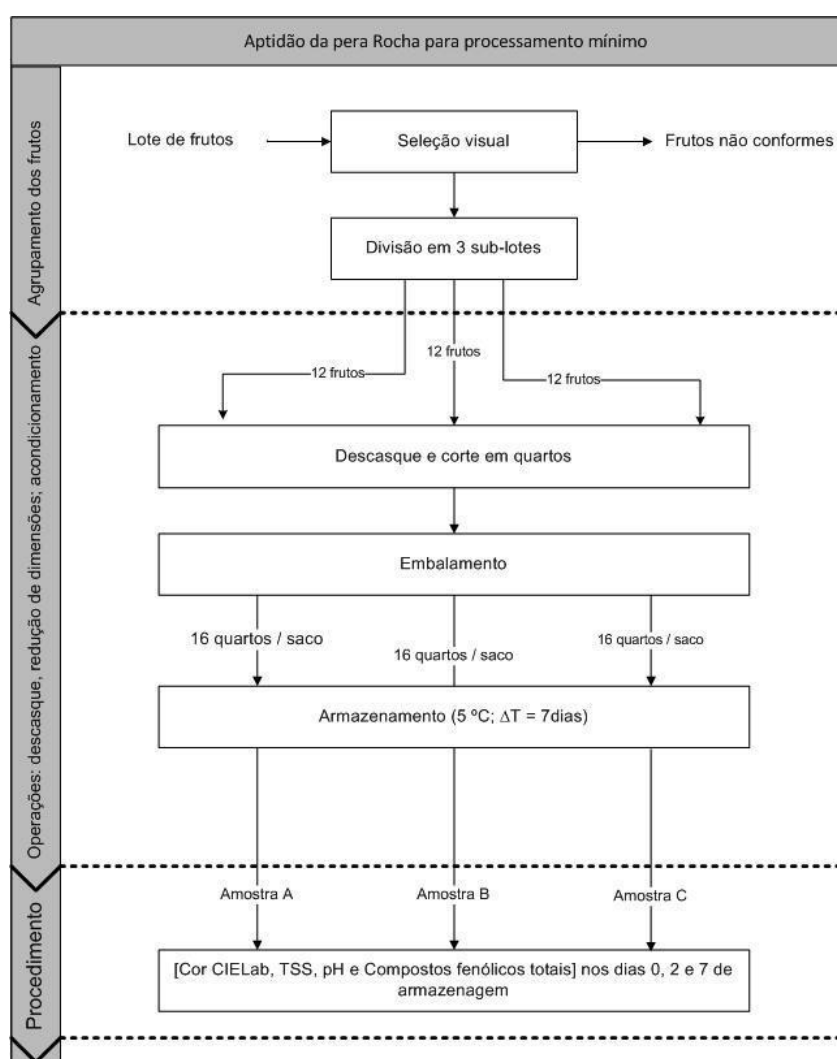 Aptidão da pera Rocha para processamento mínimo
Agrupamento dos frutos
Lote de frutos
Seleção visual
Frutos não conformes
Divisão em 3 sub-lotes
Operações: descasque, redução de dimensões; acondicionamento
12 frutos
12 frutos
12 frutos
Descasque e corte em quartos
Embalamento
16 quartos / saco
16 quartos / saco
16 quartos / saco
Armazenamento (5 ºC; ΔT = 7dias)
Procedimento
Amostra A
Amostra B
Amostra C
[Cor CIELab, TSS, pH e Compostos fenólicos totais] nos dias 0, 2 e 7 de
armazenagem